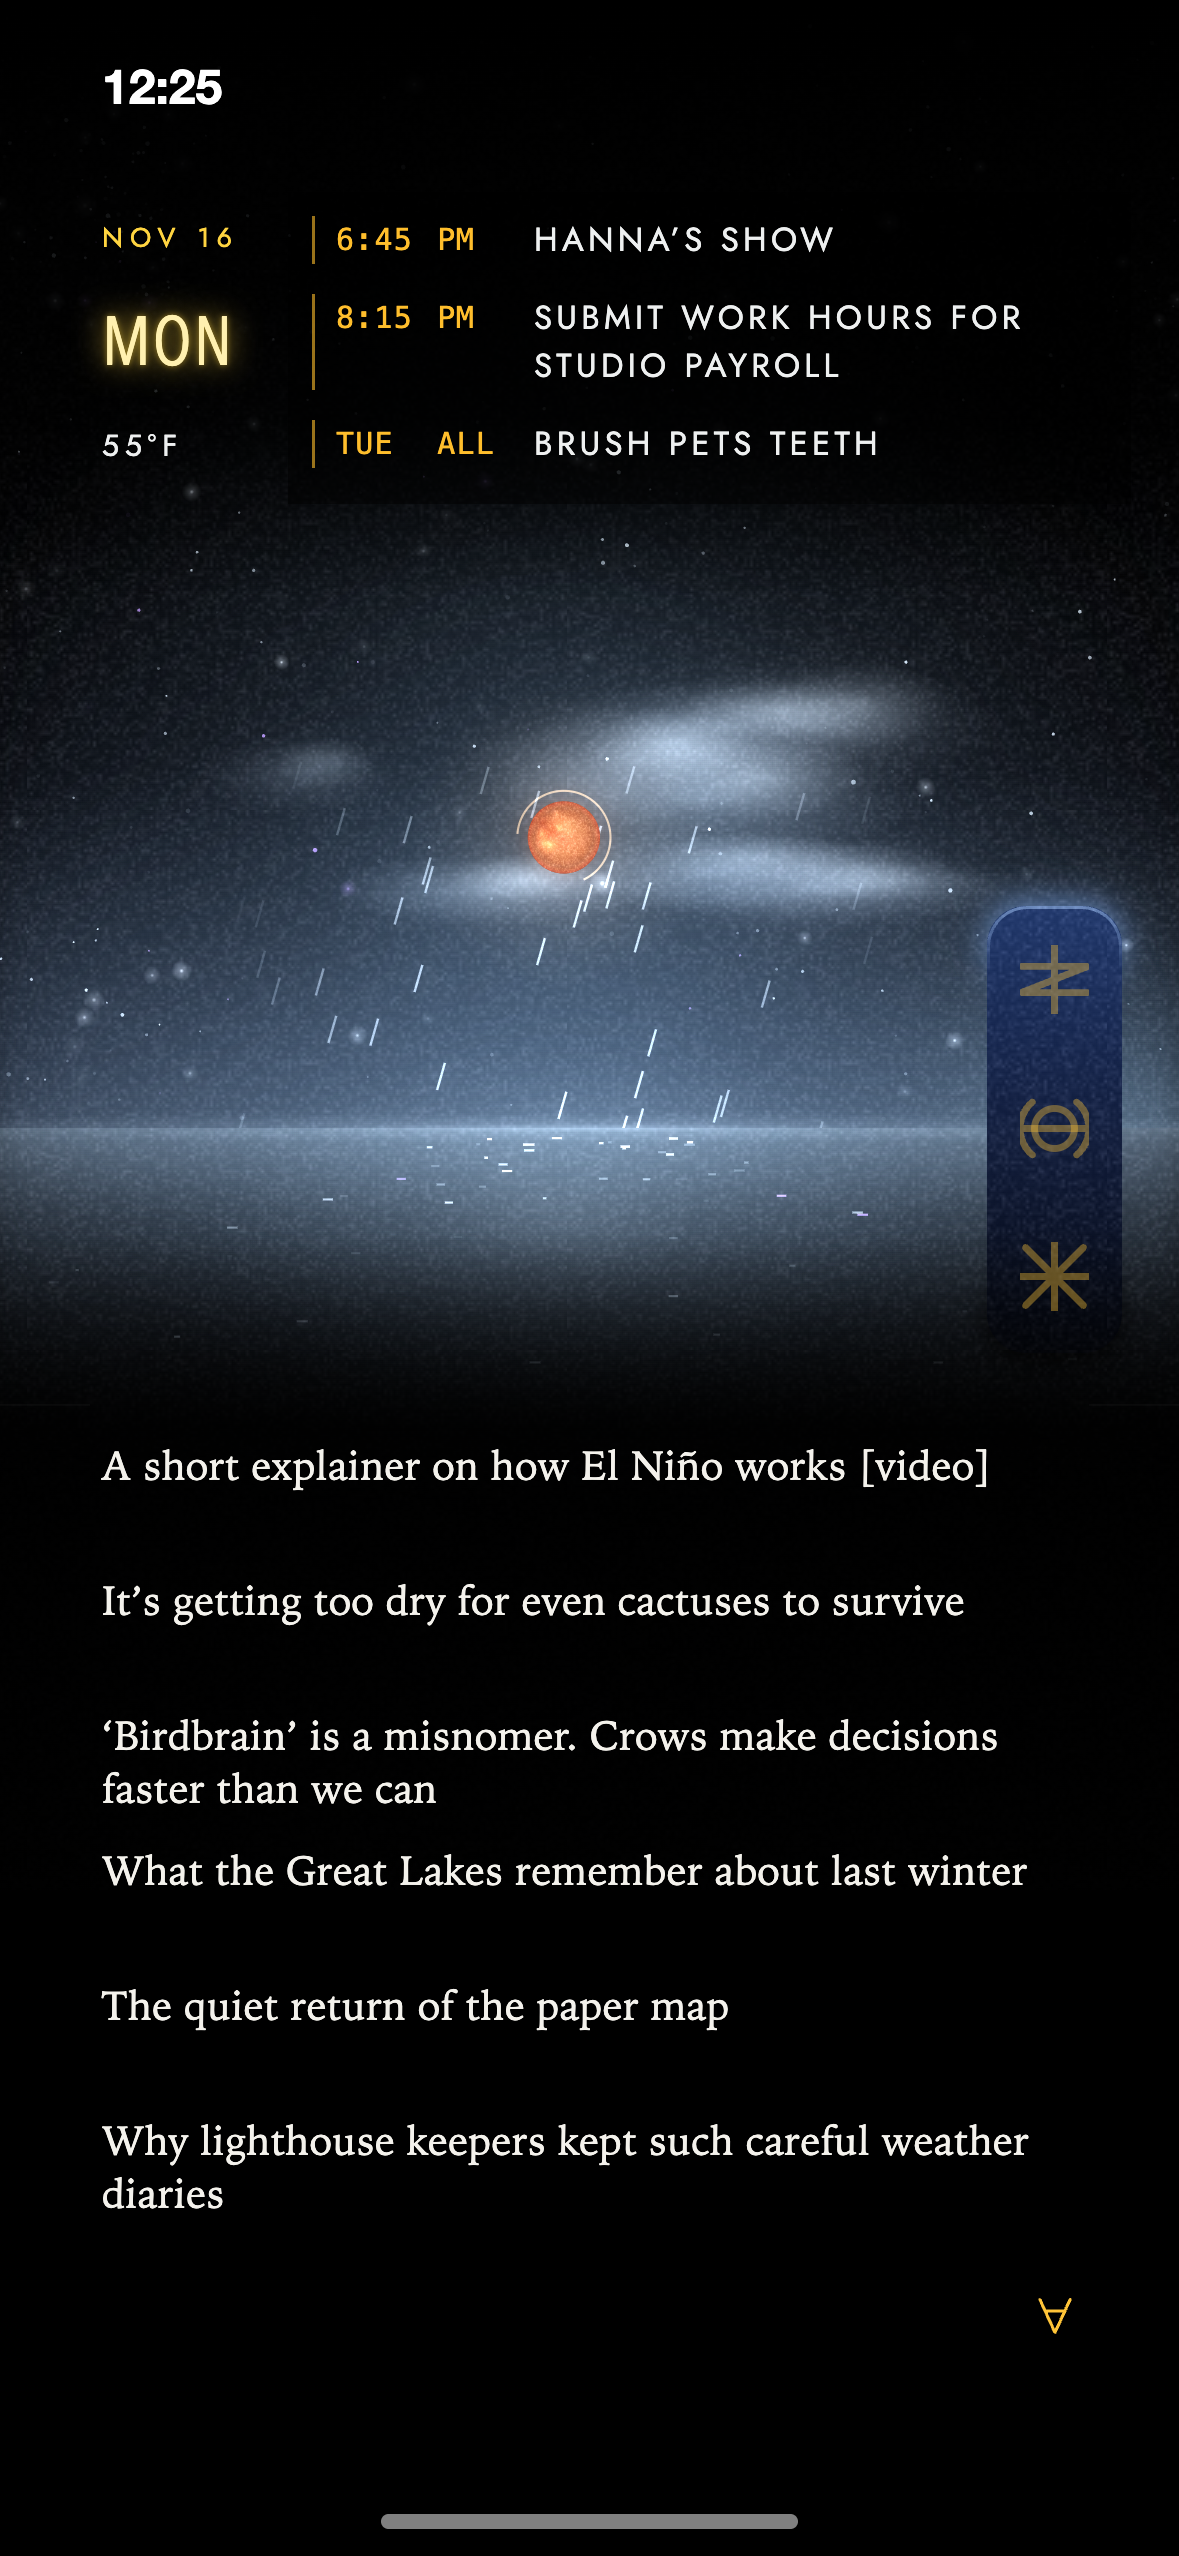 12:25
NOV 16
MON
55°F
6:45 PM HANNA’S SHOW
8:15 PM SUBMIT WORK HOURS FOR
STUDIO PAYROLL
TUE ALL BRUSH PETS TEETH
A short explainer on how El Niño works [video]
It’s getting too dry for even cactuses to survive
‘Birdbrain’ is a misnomer. Crows make decisions
faster than we can
What the Great Lakes remember about last winter
The quiet return of the paper map
Why lighthouse keepers kept such careful weather
diaries